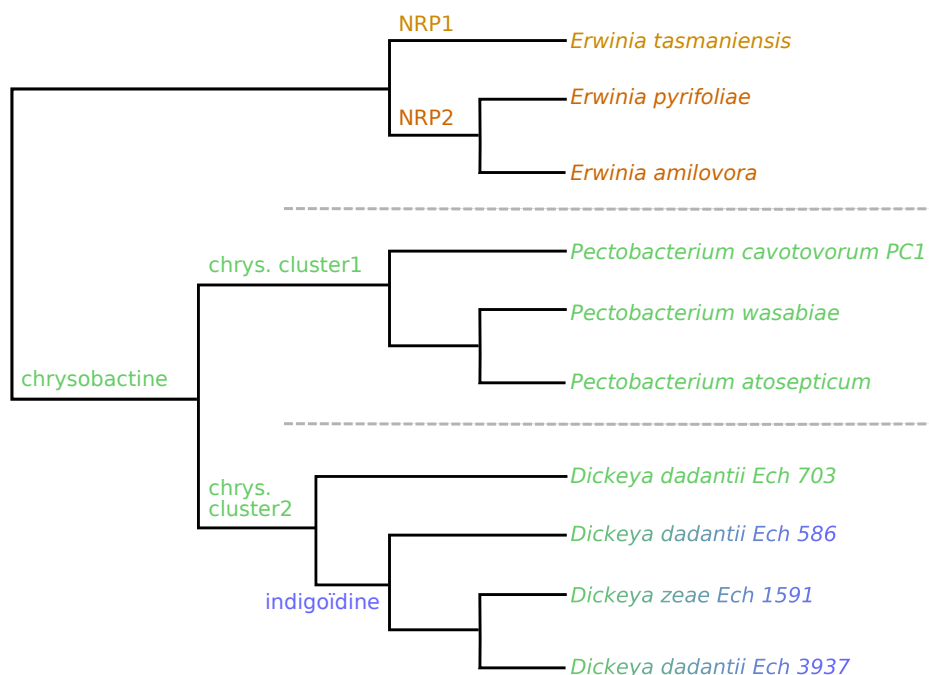 NRP1
Erwinia tasmaniensis
Erwinia pyrifoliae
NRP2
Erwinia amilovora
Pectobacterium cavotovorum PC1
chrys. cluster1
Pectobacterium wasabiae
chrysobactine
Pectobacterium atosepticum
Dickeya dadantii Ech 703
chrys.
cluster2
Dickeya dadantii Ech 586
indigoïdine
Dickeya zeae Ech 1591
Dickeya dadantii Ech 3937